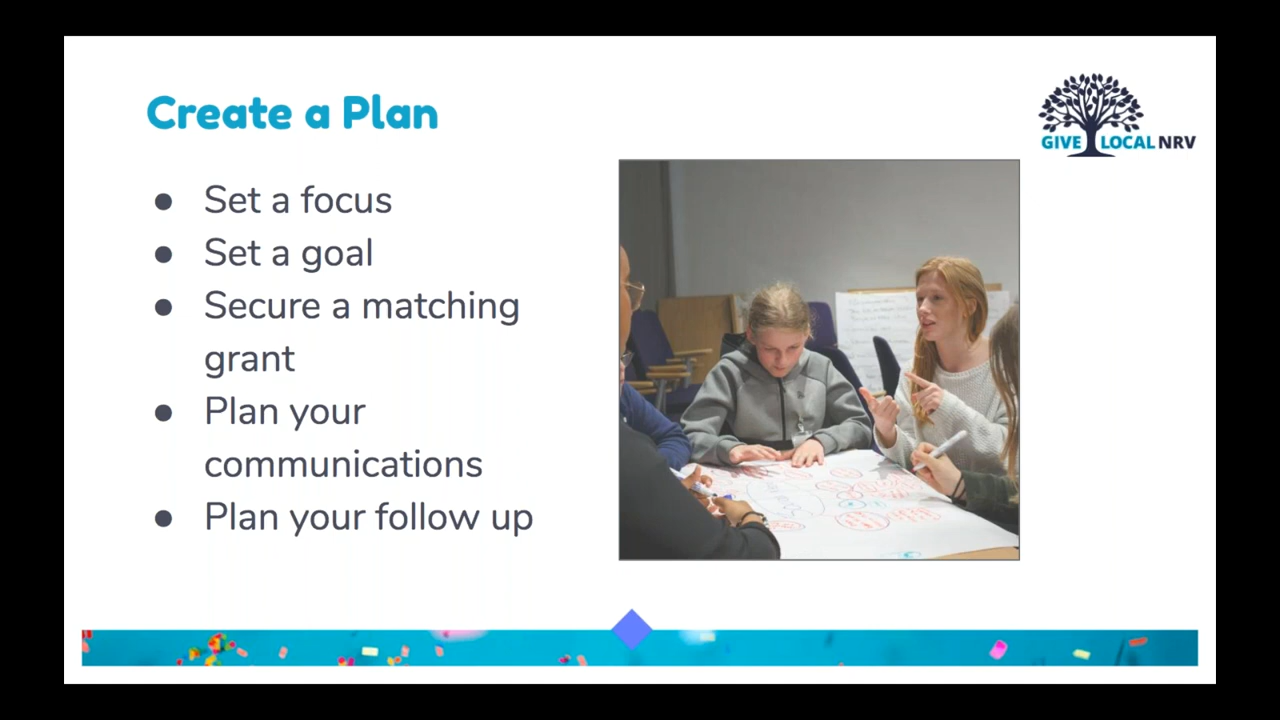 Create a Plan
GIVE LOCAL NRV
● Set a focus
● Set a goal
● Secure a matching
grant
● Plan your
communications
● Plan your follow up